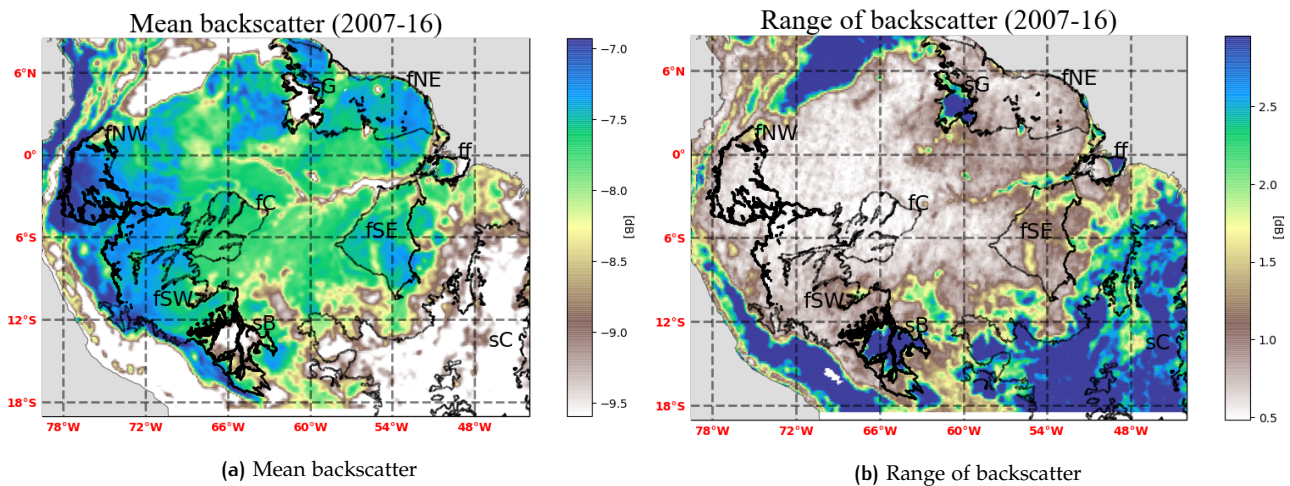 Mean backscatter (2007-16)
6°N
0°
6°S
12°S
18°S
78°W
72°W
66°W
60°W
54°W
48°W
fNW
sG
fNE
ff
fC
fSE
fSW
sB
sC
−7.0
−7.5
−8.0
−8.5
−9.0
−9.5
[dB]
(a) Mean backscatter
Range of backscatter (2007-16)
6°N
0°
6°S
12°S
18°S
78°W
72°W
66°W
60°W
54°W
48°W
fNW
sG
fNE
ff
fC
fSE
fSW
sB
sC
2.5
2.0
1.5
1.0
0.5
[dB]
(b) Range of backscatter